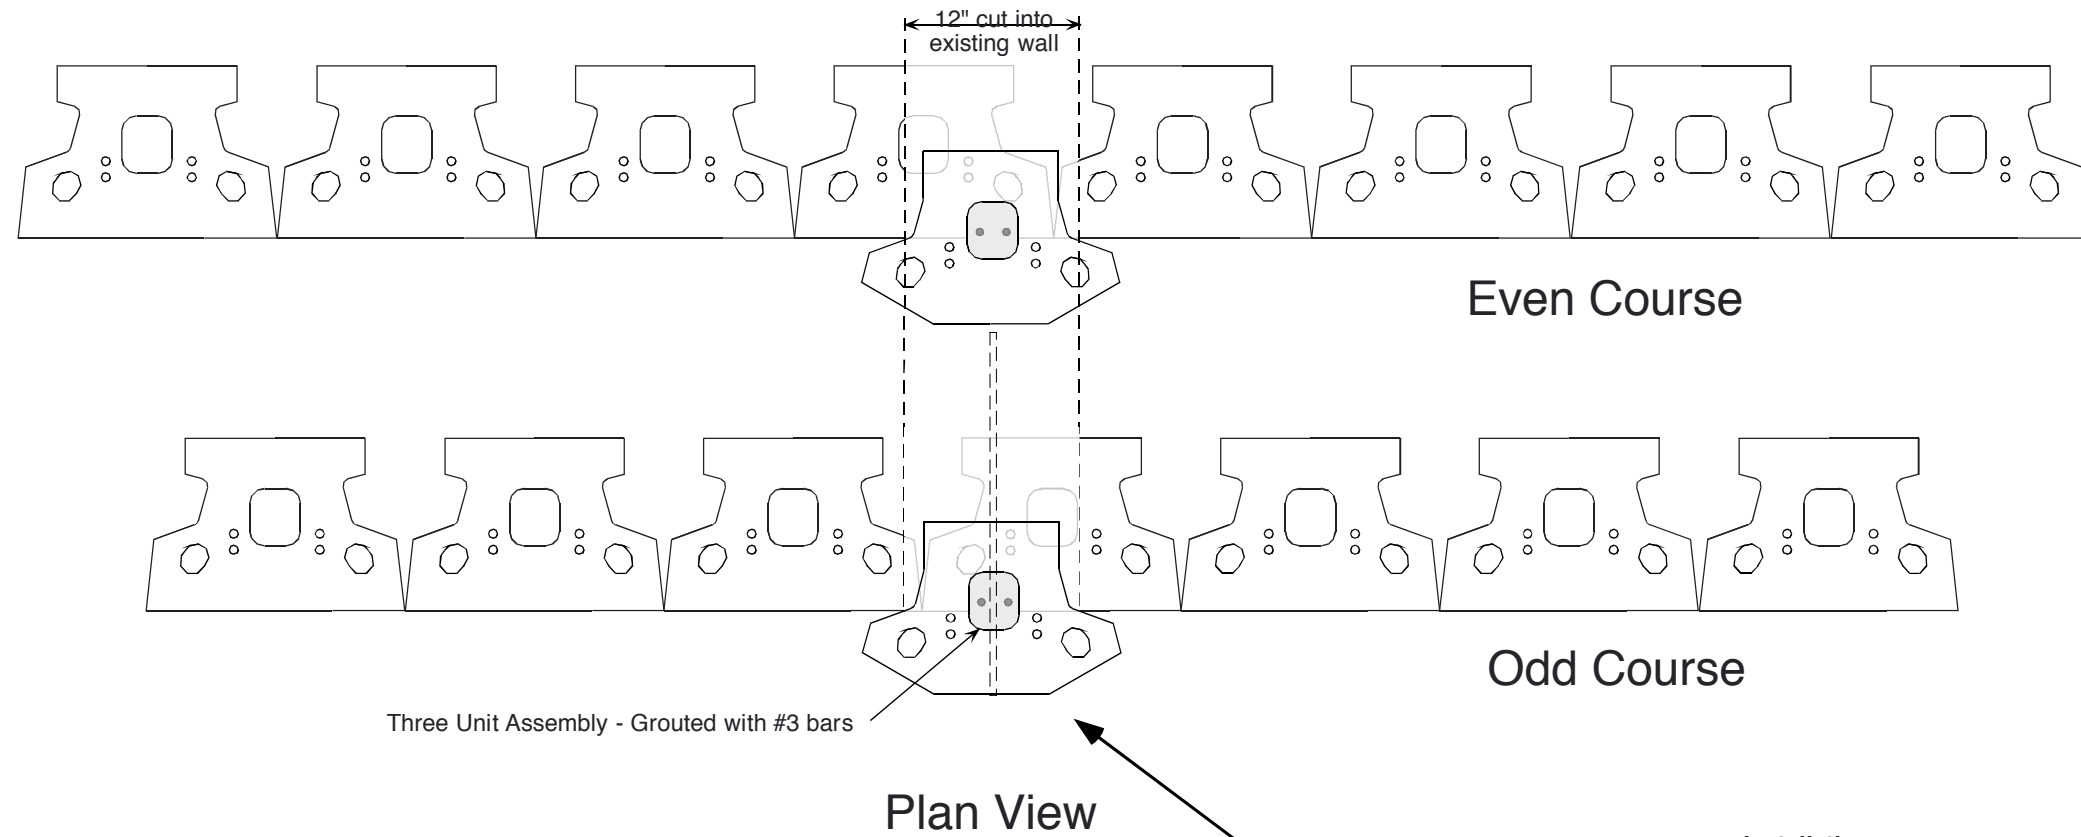 12" cut into
existing wall
Even Course
Odd Course
Three Unit Assembly - Grouted with #3 bars
Plan View